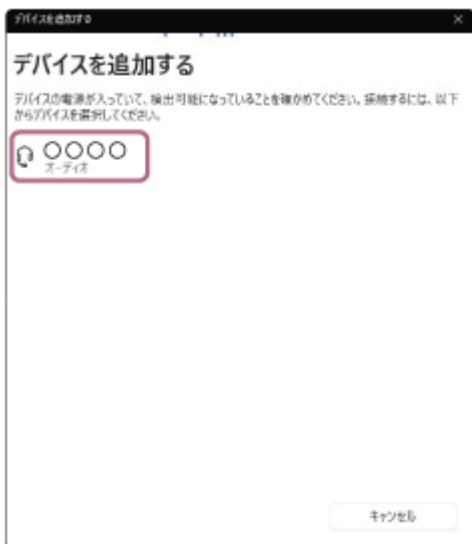 デバイスを追加する
デバイスを追加する
デバイスの電源が入っていて、検出可能になっていることを確かめてください。接続するには、以下
からデバイスを選択してください。
○○○○
オーディオ
キャンセル